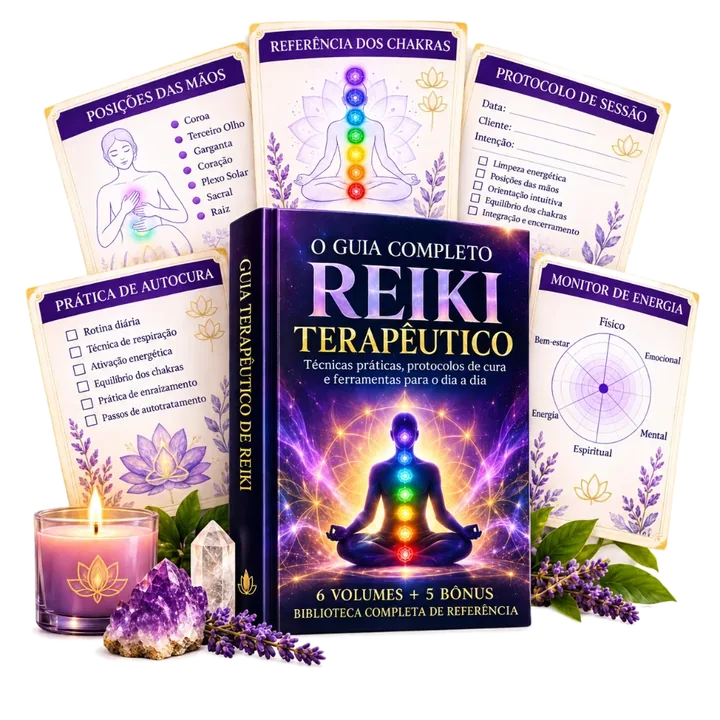 POSIÇÕES DAS MÃOS
Coroa
Terceiro Olho
Garganta
Coração
Plexo Solar
Sacral
Raiz
REFERÊNCIA DOS CHAKRAS
PROTOCOLO DE SESSÃO
Data:
Cliente:
Intenção:
Limpeza energética
Posições das mãos
Orientação intuitiva
Equilíbrio dos chakras
Integração e encerramento
PRÁTICA DE AUTOCURA
Rotina diária
Técnica de respiração
Ativação energética
Equilíbrio dos chakras
Prática de enraizamento
Passos de autotratamento
GUIA TERAPÊUTICO DE REIKI
O GUIA COMPLETO
REIKI
TERAPÊUTICO
Técnicas práticas, protocolos de cura
e ferramentas para o dia a dia
6 VOLUMES + 5 BÔNUS
BIBLIOTECA COMPLETA DE REFERÊNCIA
MONITOR DE ENERGIA
Físico
Bem-estar
Emocional
Energia
Mental
Espiritual